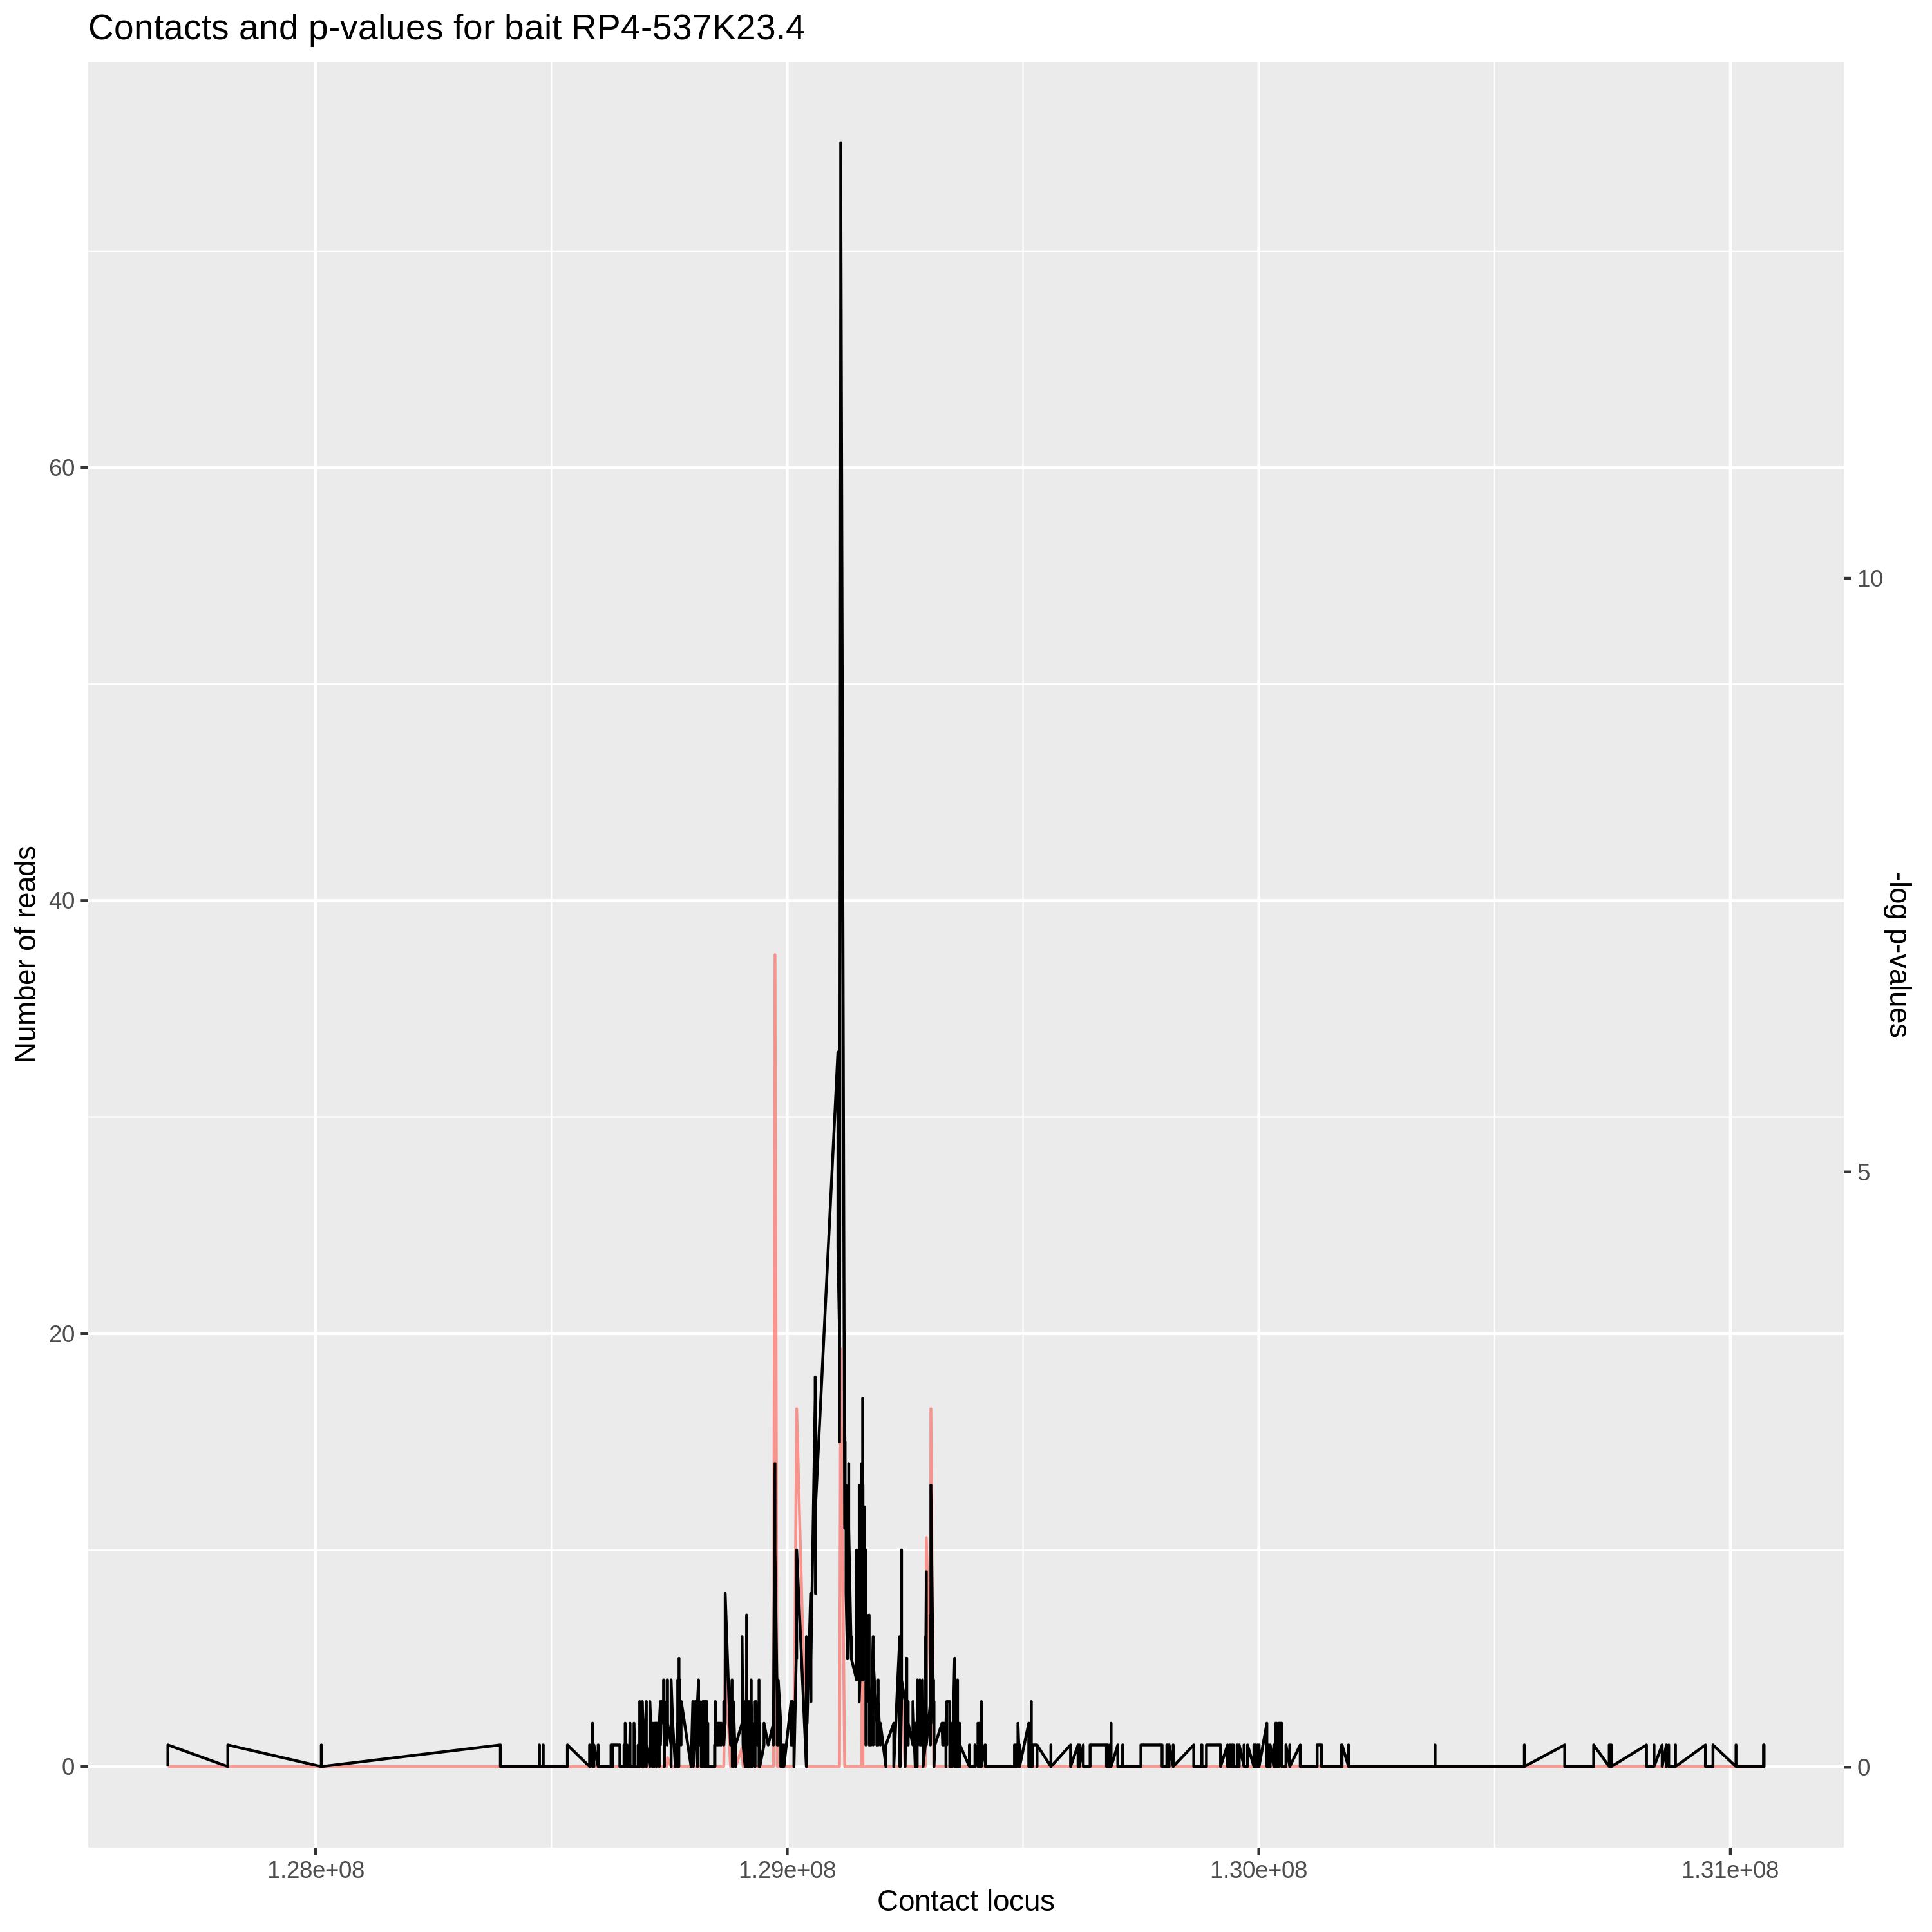 Contacts and p-values for bait RP4-537K23.4
Number of reads
60
40
20
0
10
5
0
-log p-values
1.28e+08
1.29e+08
1.30e+08
1.31e+08
Contact locus